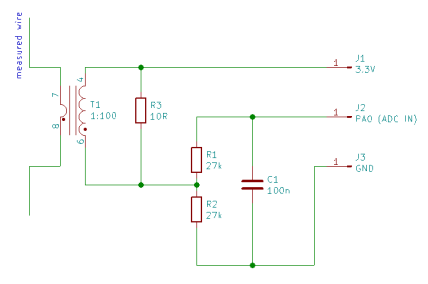 measured wire
7
8
4
6
T1
1:100
R3
10R
R1
27k
R2
27k
C1
100n
1
J1
3.3V
1
J2
PA0 (ADC IN)
1
J3
GND